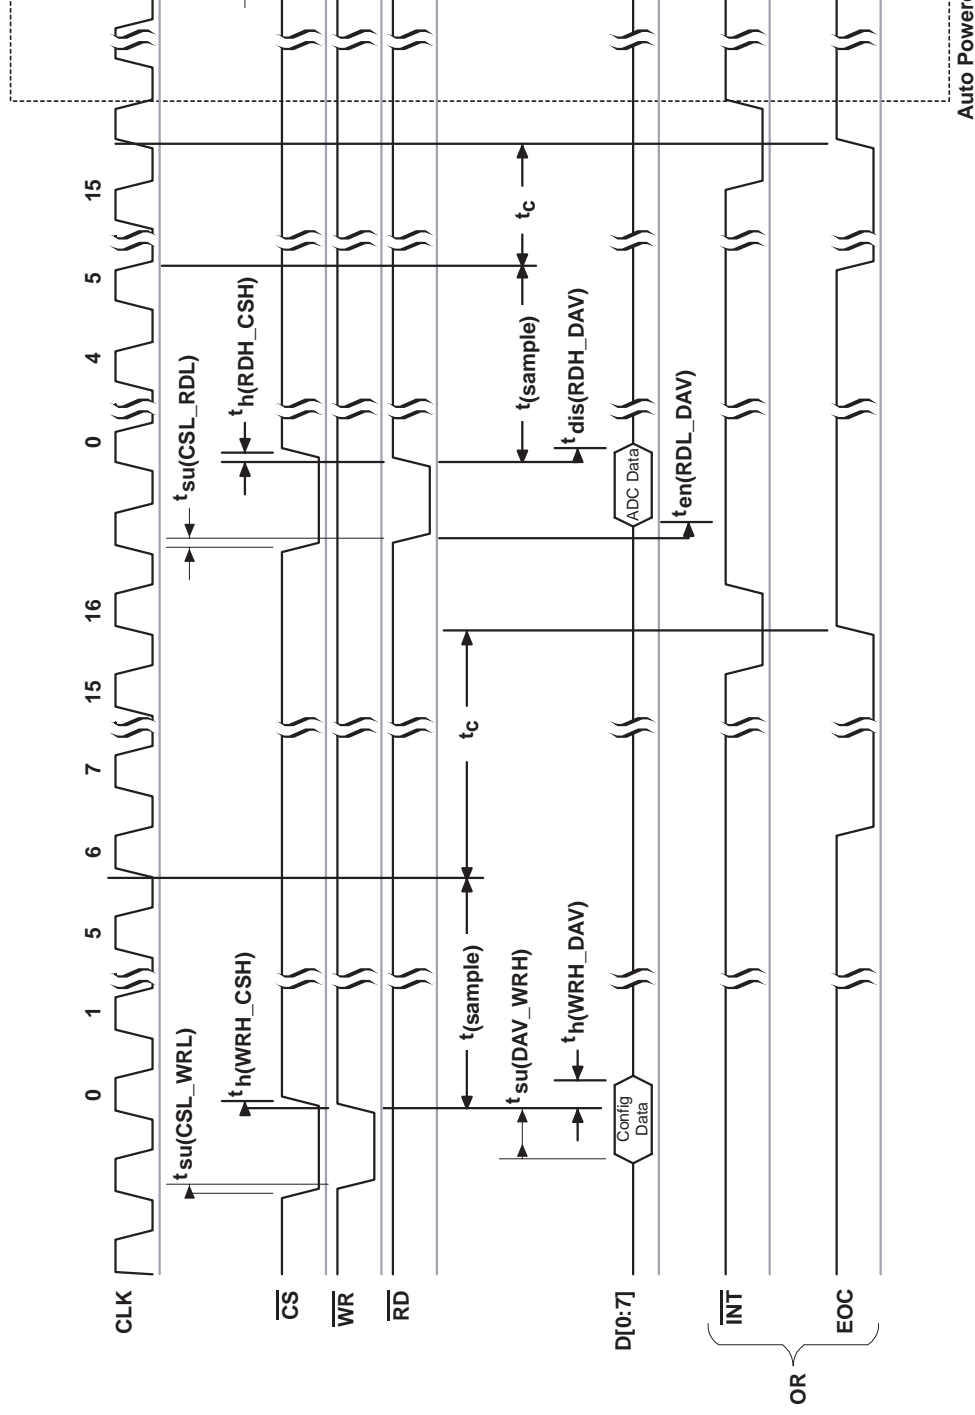 CLK
0
1
5
6
7
15
16
0
4
5
15
tsu(CSL_WRL)
th(WRH_CSH)
tsu(CSL_RDL)
th(RDH_CSH)
CS
WR
RD
t(sample)
tc
t(sample)
tc
tsu(DAV_WRH)
th(WRH_DAV)
tdis(RDH_DAV)
ten(RDL_DAV)
D[0:7]
Config
Data
ADC Data
OR
INT
EOC
Auto Powere